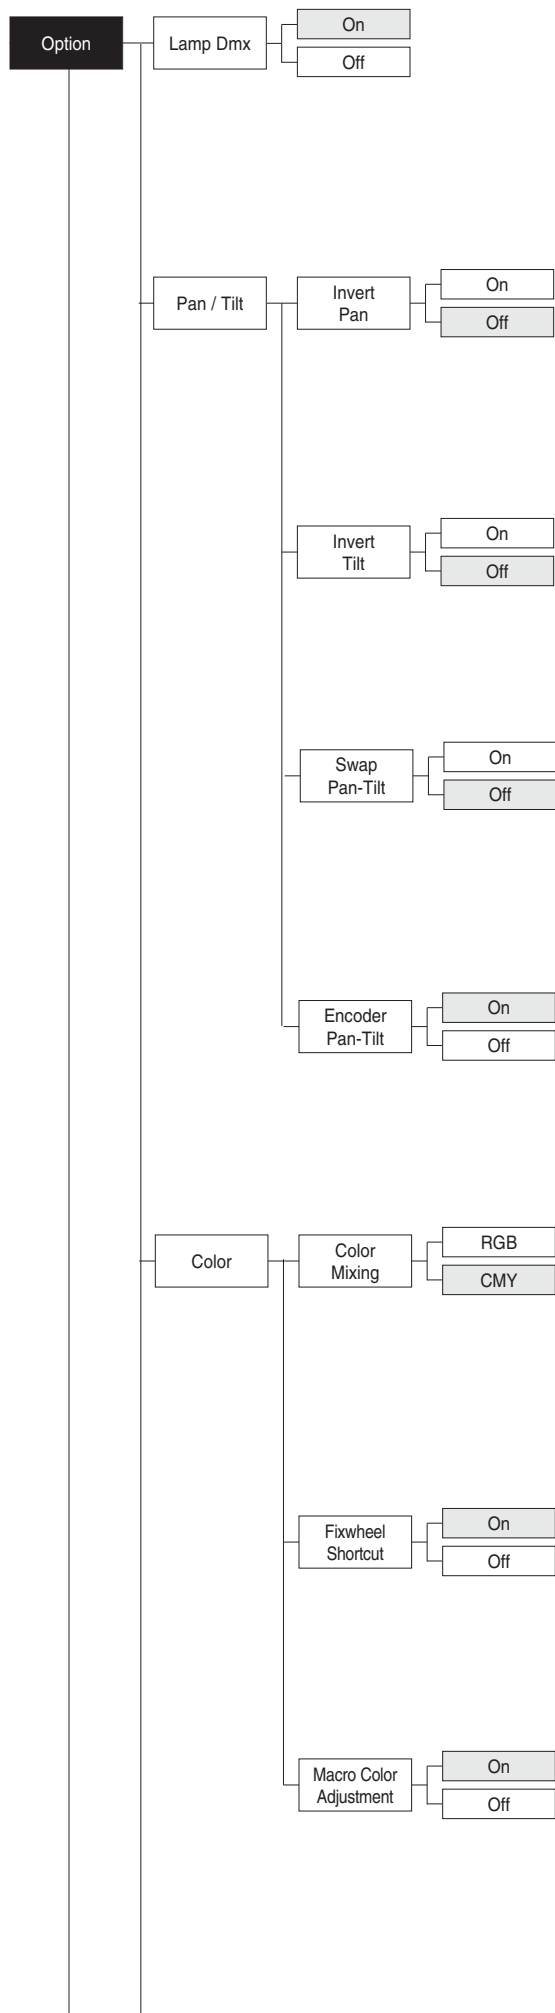 Option
Lamp Dmx
On
Off
Pan / Tilt
Invert
Pan
On
Off
Invert
Tilt
On
Off
Swap
Pan-Tilt
On
Off
Encoder
Pan-Tilt
On
Off
Color
Color
Mixing
RGB
CMY
Fixwheel
Shortcut
On
Off
Macro Color
Adjustment
On
Off